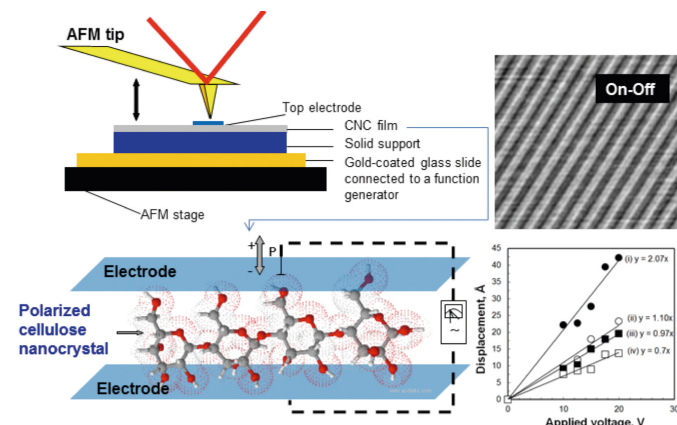 AFM tip
Top electrode
CNC film
Solid support
Gold-coated glass slide
connected to a function
generator
AFM stage
On-Off
+
-
P
Electrode
Polarized
cellulose
nanocrystal
Electrode
~
Displacement, Å
45
40
35
30
25
20
15
10
5
0
(i) y = 2.07x
(ii) y = 1.10x
(iii) y = 0.97x
(iv) y = 0.7x
0
10
20
30
Applied voltage, V